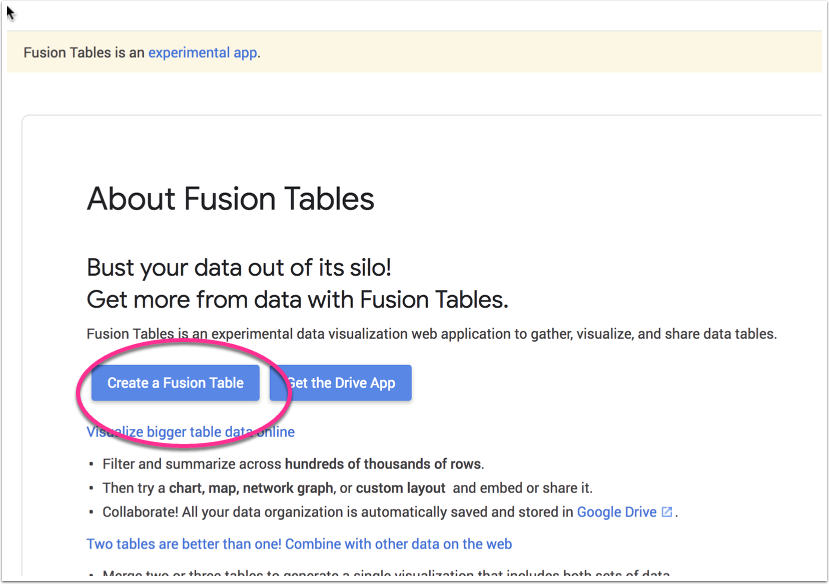 Fusion Tables is an experimental app.
About Fusion Tables
Bust your data out of its silo!
Get more from data with Fusion Tables.
Fusion Tables is an experimental data visualization web application to gather, visualize, and share data tables.
Create a Fusion Table Get the Drive App
Visualize bigger table data online
• Filter and summarize across hundreds of thousands of rows.
• Then try a chart, map, network graph, or custom layout and embed or share it.
• Collaborate! All your data organization is automatically saved and stored in Google Drive.
Two tables are better than one! Combine with other data on the web
• Merge two or three tables to generate a single visualization that includes both sets of data